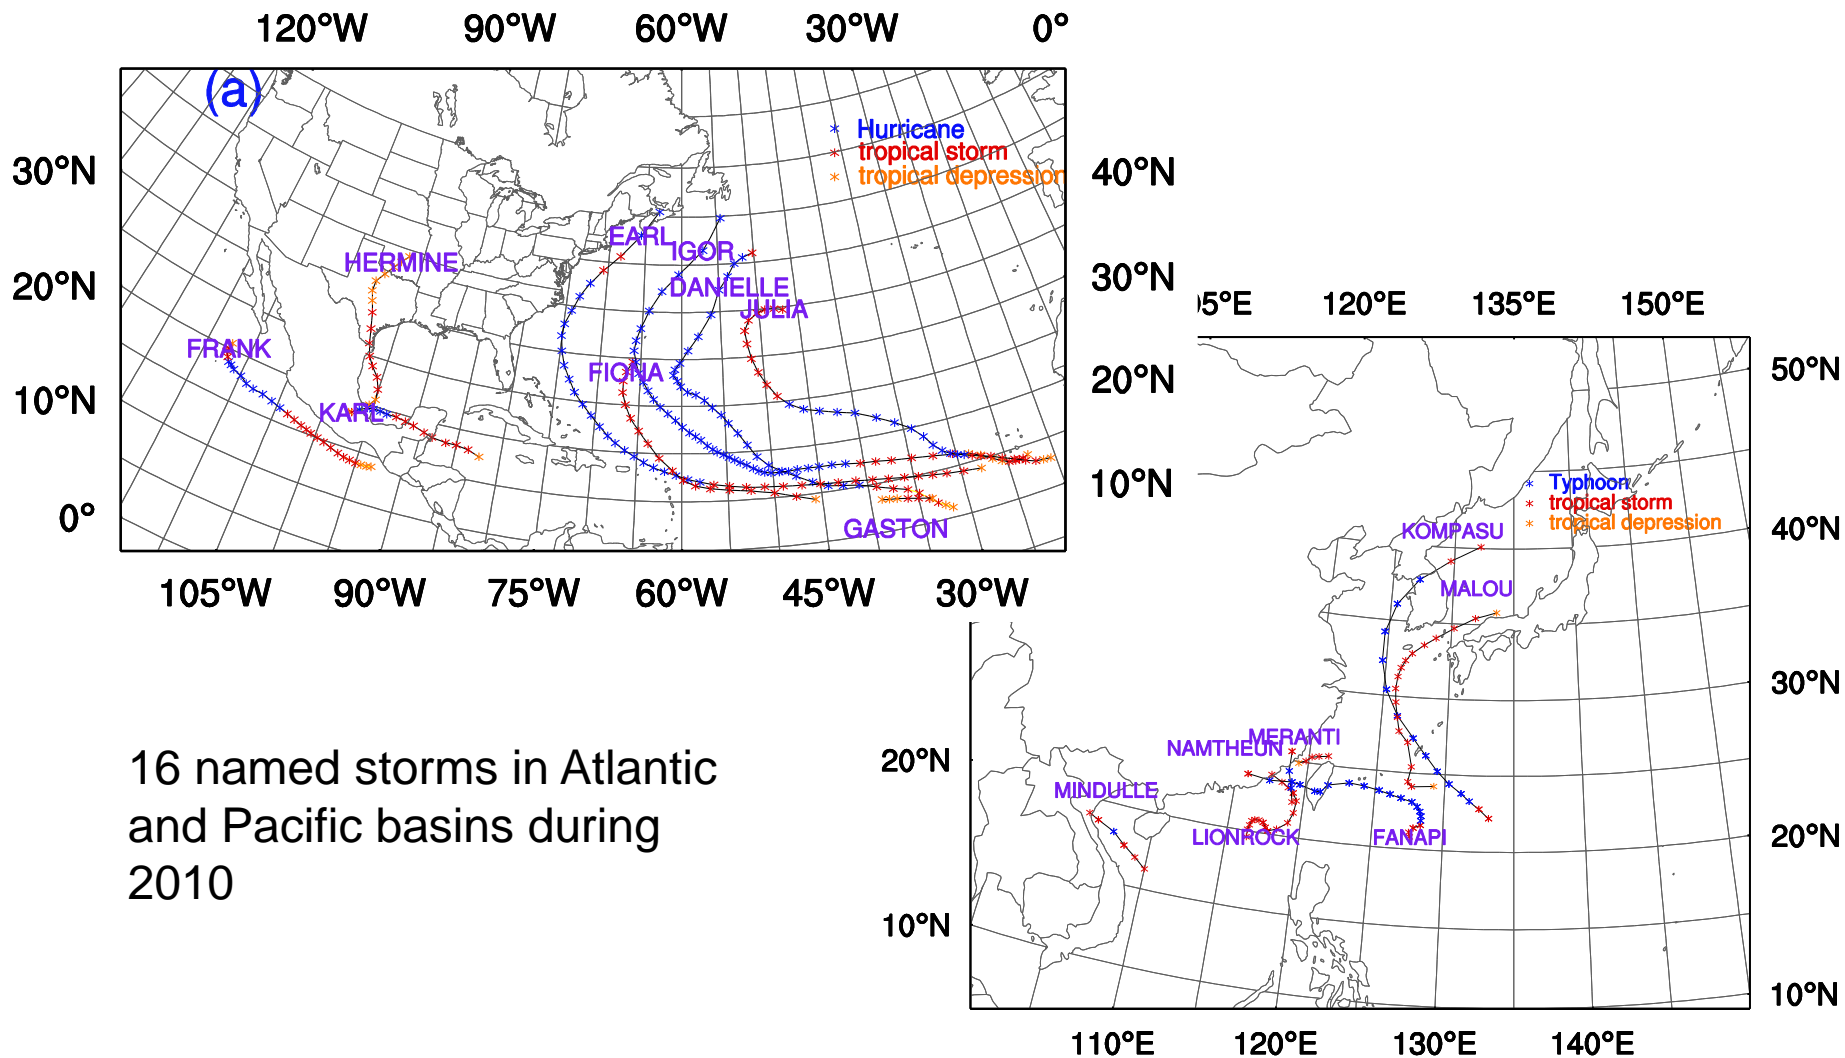 120°W 90°W 60°W 30°W 0°
(a)
Hurricane
tropical storm
tropical depression
30°N
20°N
10°N
0°
40°N
30°N
20°N
10°N
EARL
IGOR
HERMINE
DANIELLE
JULIA
FRANK
FIONA
KARL
GASTON
105°W 90°W 75°W 60°W 45°W 30°W
5°E 120°E 135°E 150°E
50°N
40°N
30°N
20°N
10°N
Typhoon
tropical storm
tropical depression
KOMPASU
MALOU
MERANTI
NAMTHEUN
MINDULLE
LIONROCK
FANAPI
20°N
10°N
110°E 120°E 130°E 140°E
16 named storms in Atlantic
and Pacific basins during
2010